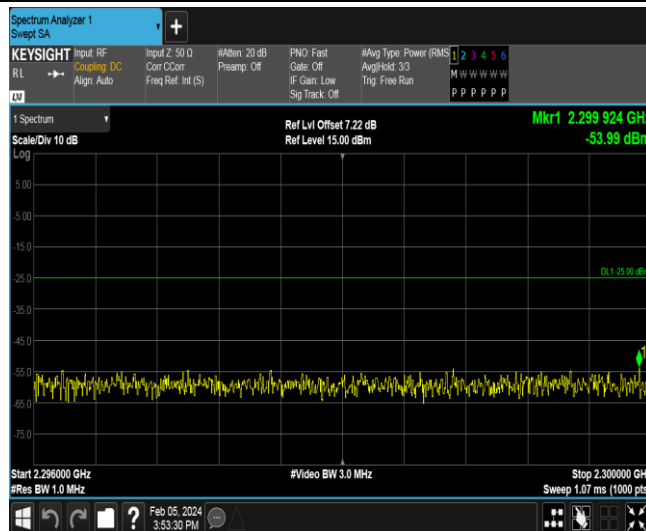 Spectrum Analyzer 1
Swept SA
+
KEYSIGHT Input: RF Input Z: 50 Ω #Atten: 20 dB PNO: Fast #Avg Type: Power (RMS 1 2 3 4 5 6
RL Coupling: DC Corr CCorr Preamp: Off Gate: Off Avg|Hold: 3/3 M W W W W W
Align: Auto Freq Ref: Int (S) IF Gain: Low Trig: Free Run
Sig Track: Off P P P P P P
LXI
1 Spectrum Ref Lvl Offset 7.22 dB Mkr1 2.299 924 GHz
Scale/Div 10 dB Ref Level 15.00 dBm -53.99 dBm
Log
5.00
-5.00
-15.0
-25.0 DL1 -25.00 dBm
-35.0
-45.0
1
-55.0
-65.0
-75.0
Start 2.296000 GHz #Video BW 3.0 MHz Stop 2.300000 GHz
#Res BW 1.0 MHz Sweep 1.07 ms (1000 pts
? Feb 05, 2024
3:53:30 PM